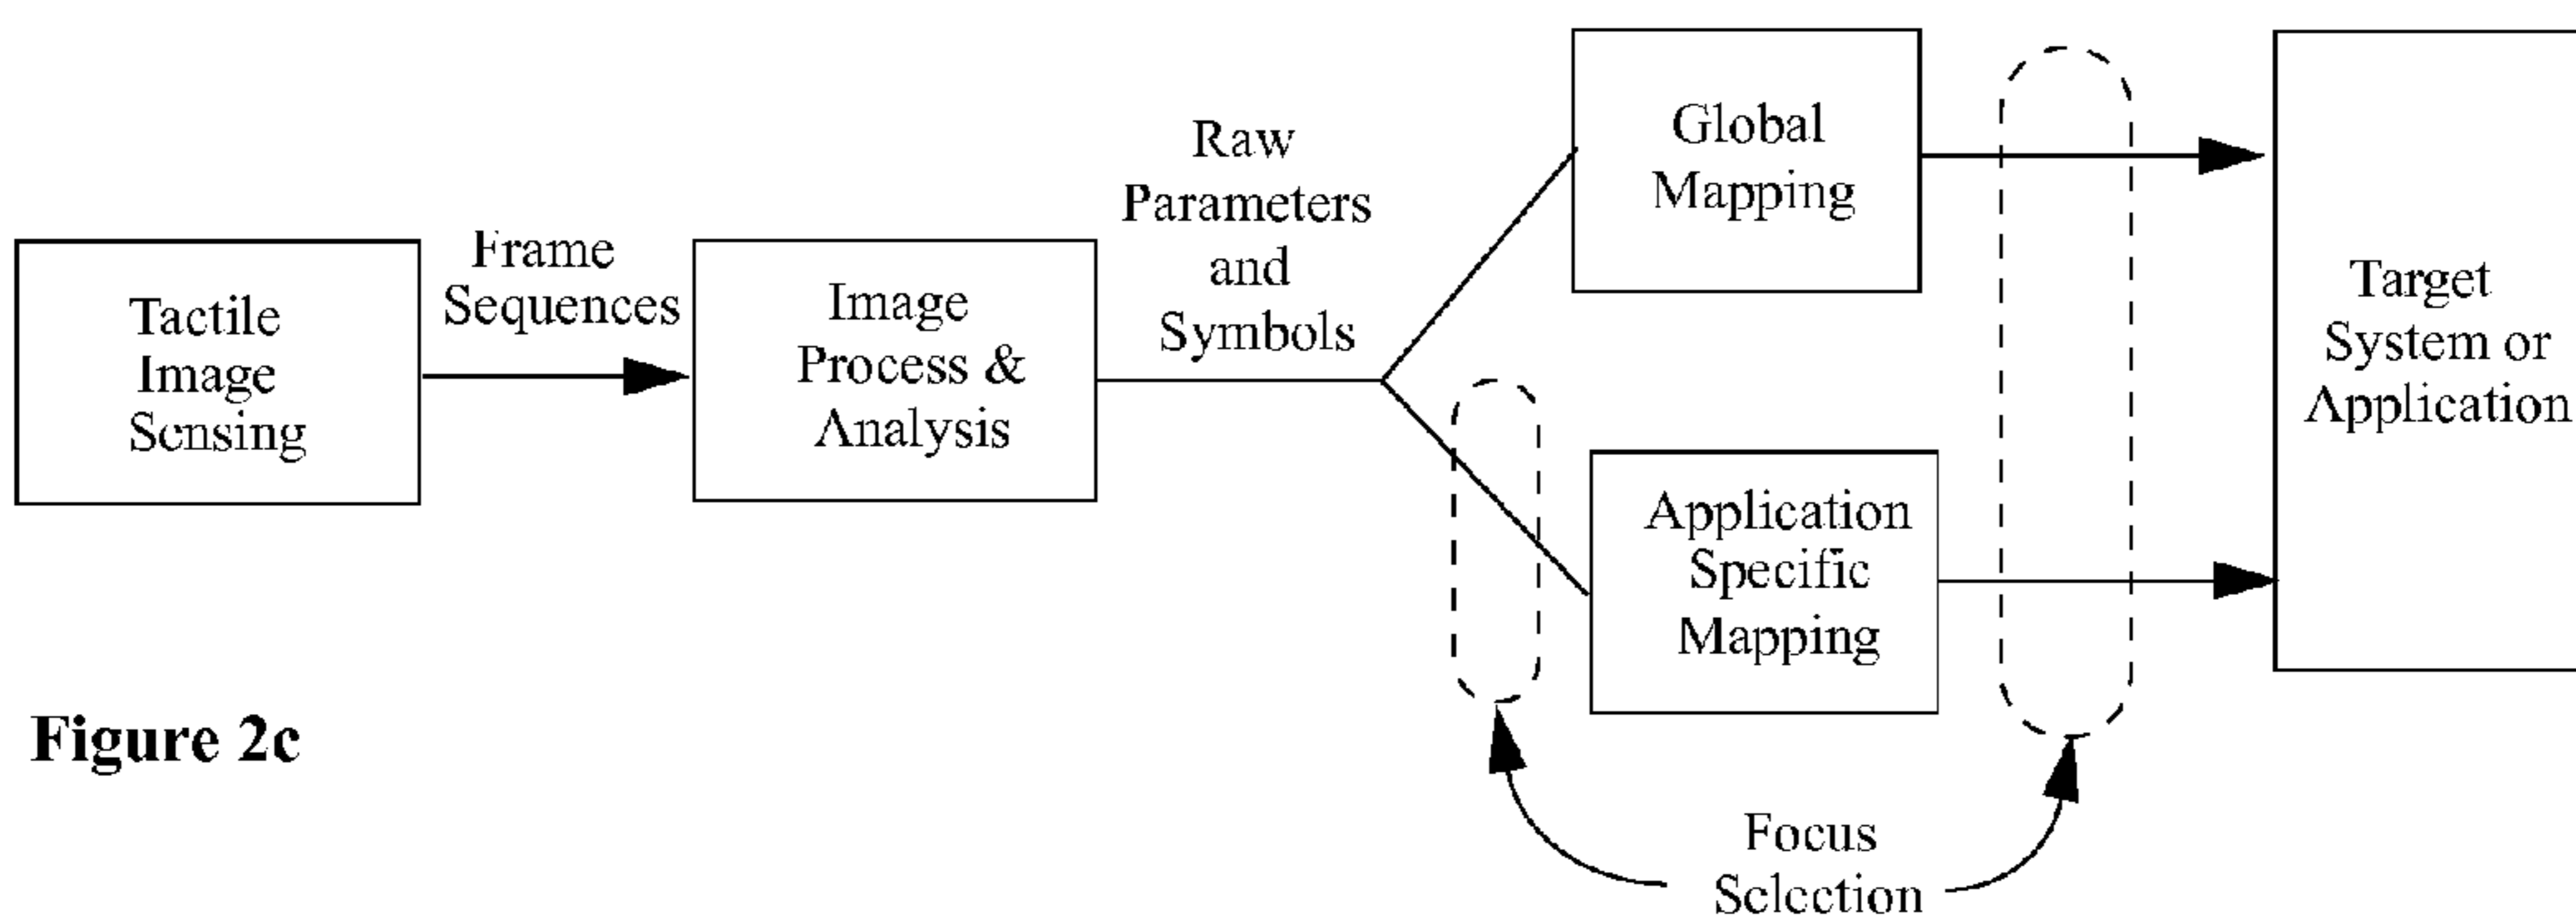 Tactile
Image
Sensing
Frame
Sequences
Image
Process &
Analysis
Raw
Parameters
and
Symbols
Global
Mapping
Application
Specific
Mapping
Target
System or
Application
Focus
Selection
Figure 2c